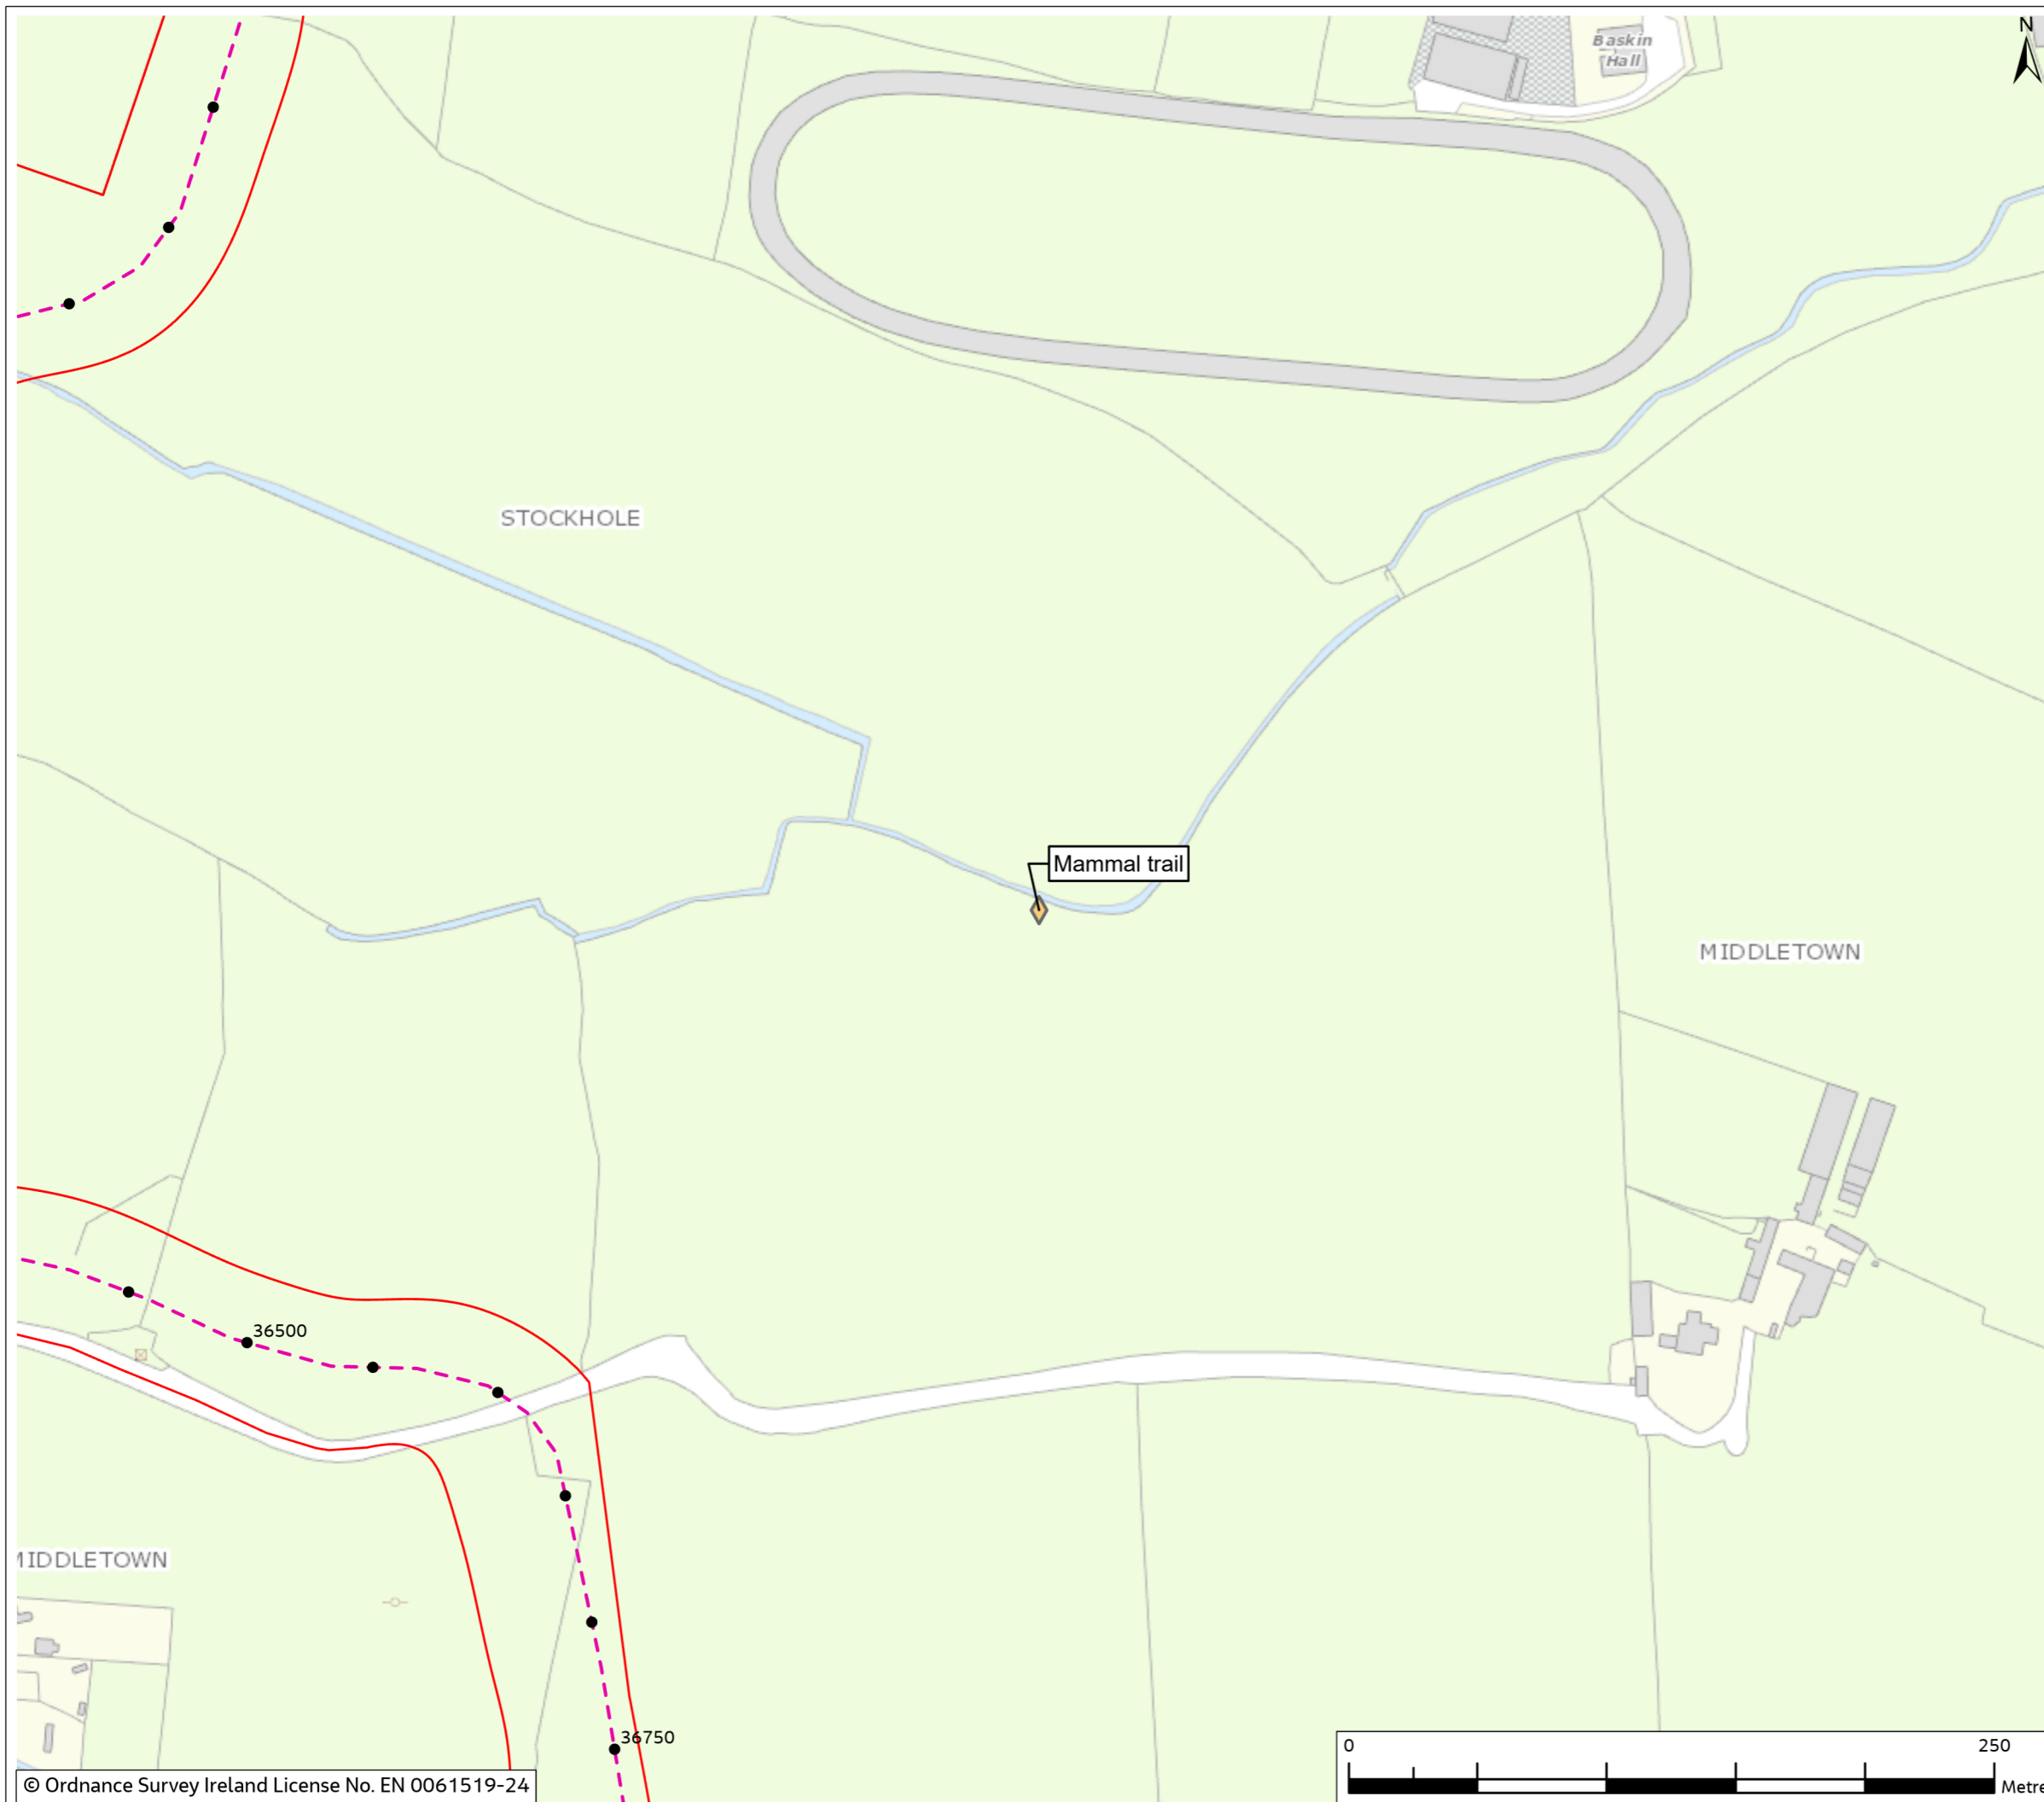 N
Baskin
Hall
STOCKHOLE
Mammal trail
MIDDLETOWN
36500
MIDDLETOWN
36750
0 250
Metre
© Ordnance Survey Ireland License No. EN 0061519-24